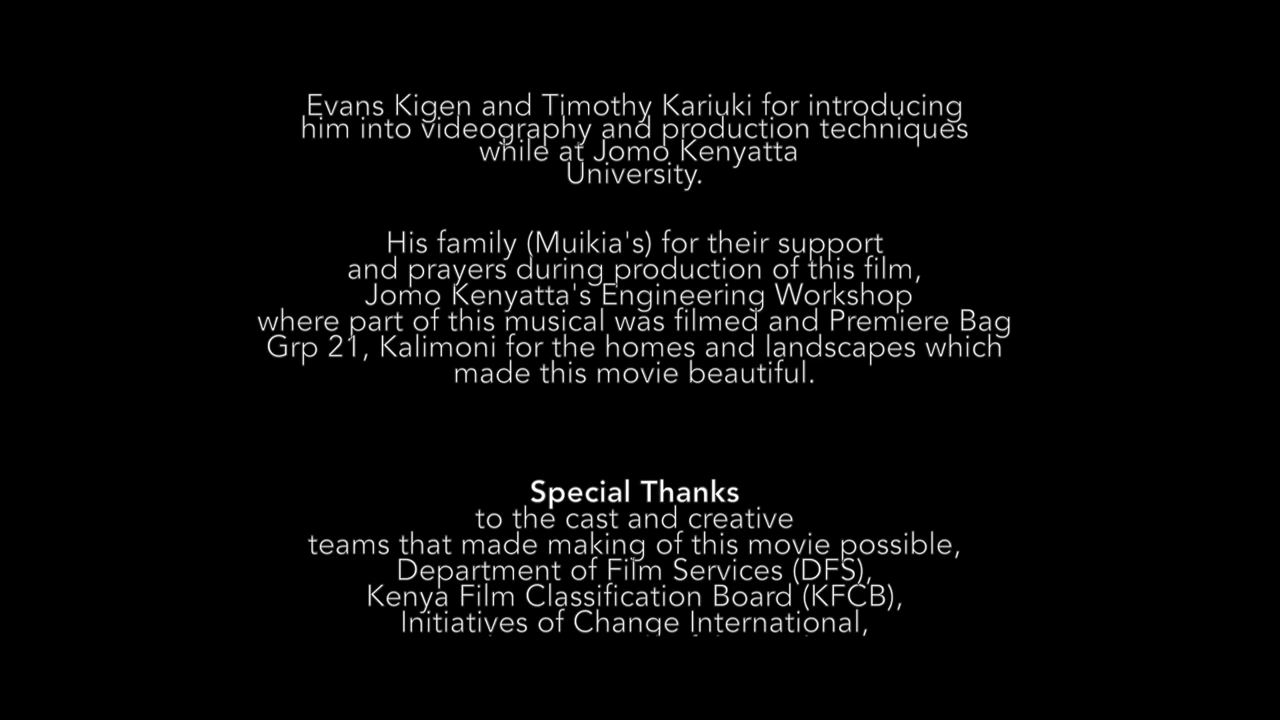 Evans Kigen and Timothy Kariuki for introducing
him into videography and production techniques
while at Jomo Kenyatta
University.
His family (Muikia's) for their support
and prayers during production of this film,
Jomo Kenyatta's Engineering Workshop
where part of this musical was filmed and Premiere Bag
Grp 21, Kalimoni for the homes and landscapes which
made this movie beautiful.
Special Thanks
to the cast and creative
teams that made making of this movie possible,
Department of Film Services (DFS),
Kenya Film Classification Board (KFCB),
Initiatives of Change International,